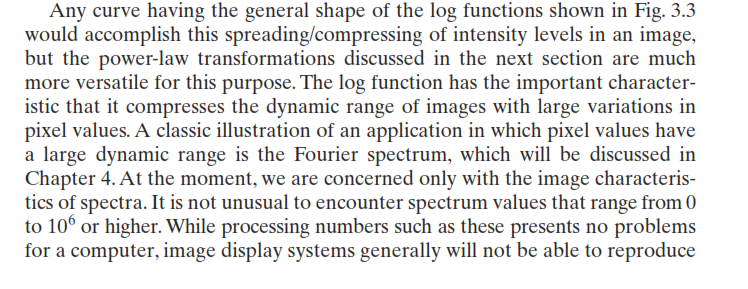 Any curve having the general shape of the log functions shown in Fig. 3.3
would accomplish this spreading/compressing of intensity levels in an image,
but the power-law transformations discussed in the next section are much
more versatile for this purpose. The log function has the important character-
istic that it compresses the dynamic range of images with large variations in
pixel values. A classic illustration of an application in which pixel values have
a large dynamic range is the Fourier spectrum, which will be discussed in
Chapter 4. At the moment, we are concerned only with the image characteris-
tics of spectra. It is not unusual to encounter spectrum values that range from 0
to 10⁶ or higher. While processing numbers such as these presents no problems
for a computer, image display systems generally will not be able to reproduce